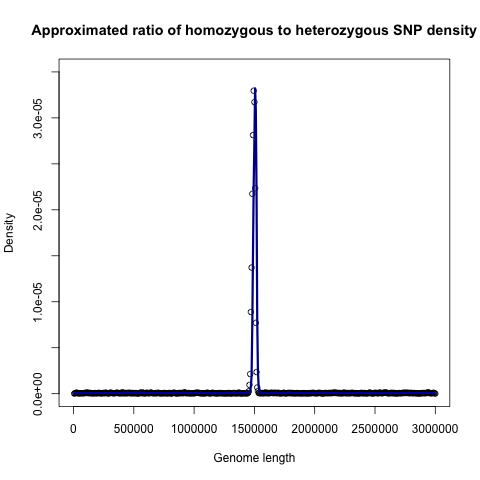 Approximated ratio of homozygous to heterozygous SNP density
Density
3.0e-05
2.0e-05
1.0e-05
0.0e+00
0 500000 1000000 1500000 2000000 2500000 3000000
Genome length